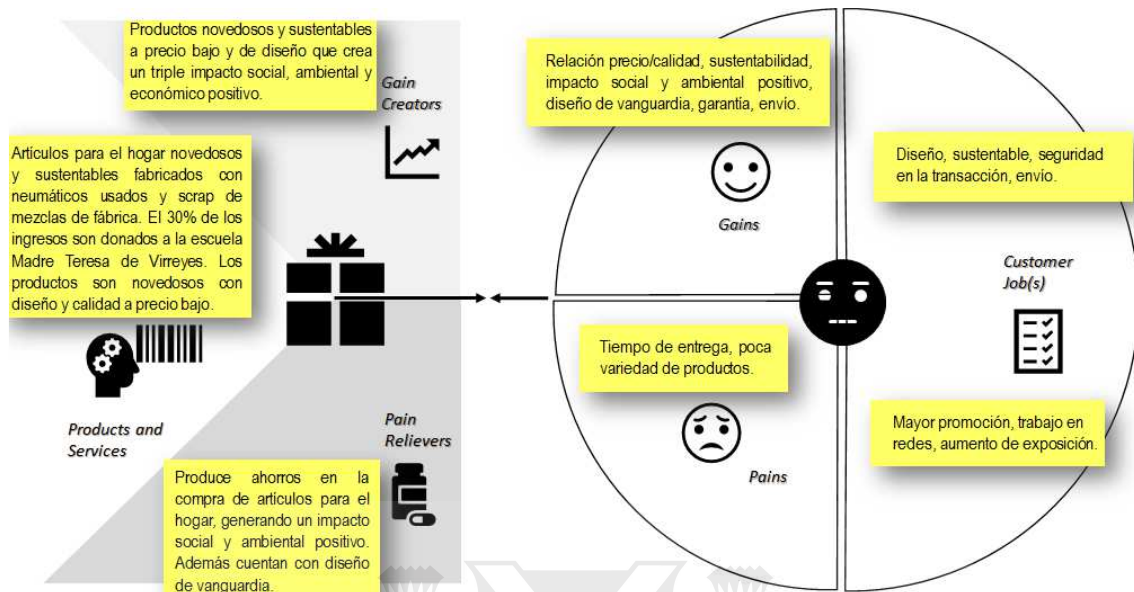 Productos novedosos y sustentables
a precio bajo y de diseño que crea
un triple impacto social, ambiental y
económico positivo.
Gain
Creators
Artículos para el hogar novedosos
y sustentables fabricados con
neumáticos usados y scrap de
mezclas de fábrica. El 30% de los
ingresos son donados a la escuela
Madre Teresa de Virreyes. Los
productos son novedosos con
diseño y calidad a precio bajo.
Products and
Services
Pain
Relievers
Produce ahorros en la
compra de artículos para el
hogar, generando un impacto
social y ambiental positivo.
Además cuentan con diseño
de vanguardia.
Relación precio/calidad, sustentabilidad,
impacto social y ambiental positivo,
diseño de vanguardia, garantía, envío.
Gains
Diseño, sustentable, seguridad
en la transacción, envío.
Customer
Job(s)
Tiempo de entrega, poca
variedad de productos.
Pains
Mayor promoción, trabajo en
redes, aumento de exposición.